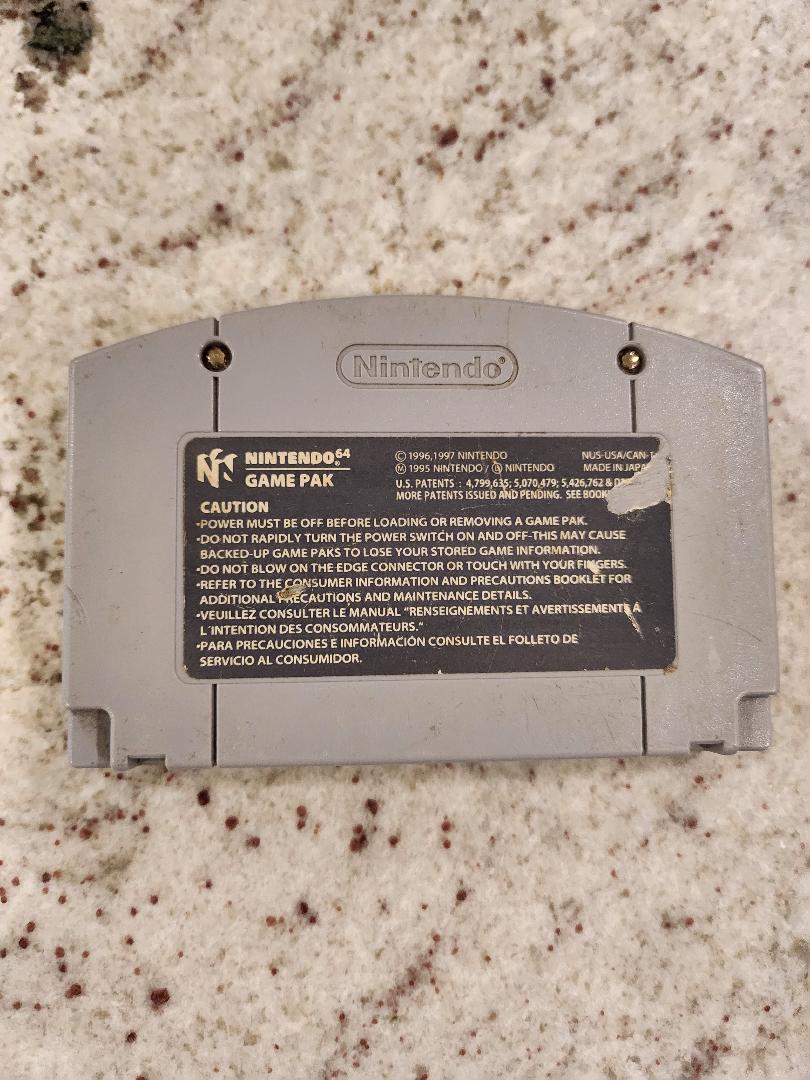 Nintendo®
NINTENDO64®
GAME PAK
©1996,1997 NINTENDO
Ⓜ 1995 NINTENDO / Ⓓ NINTENDO
U.S. PATENTS : 4,799,635; 5,070,479; 5,426,762 &
MORE PATENTS ISSUED AND PENDING. SEE
NUS-USA/CAN-
MADE IN
CAUTION
•POWER MUST BE OFF BEFORE LOADING OR REMOVING A GAME PAK.
•DO NOT RAPIDLY TURN THE POWER SWITCH ON AND OFF-THIS MAY CAUSE
BACKED-UP GAME PAKS TO LOSE YOUR STORED GAME INFORMATION.
•DO NOT BLOW ON THE EDGE CONNECTOR OR TOUCH WITH YOUR FINGERS.
•REFER TO THE CONSUMER INFORMATION AND PRECAUTIONS BOOKLET FOR
ADDITIONAL PRECAUTIONS AND MAINTENANCE DETAILS.
•VEUILLEZ CONSULTER LE MANUAL "RENSEIGNEMENTS ET AVERTISSEMENTS À
L'INTENTION DES CONSOMMATEURS."
•PARA PRECAUCIONES E INFORMACIÓN CONSULTE EL FOLLETO DE
SERVICIO AL CONSUMIDOR.